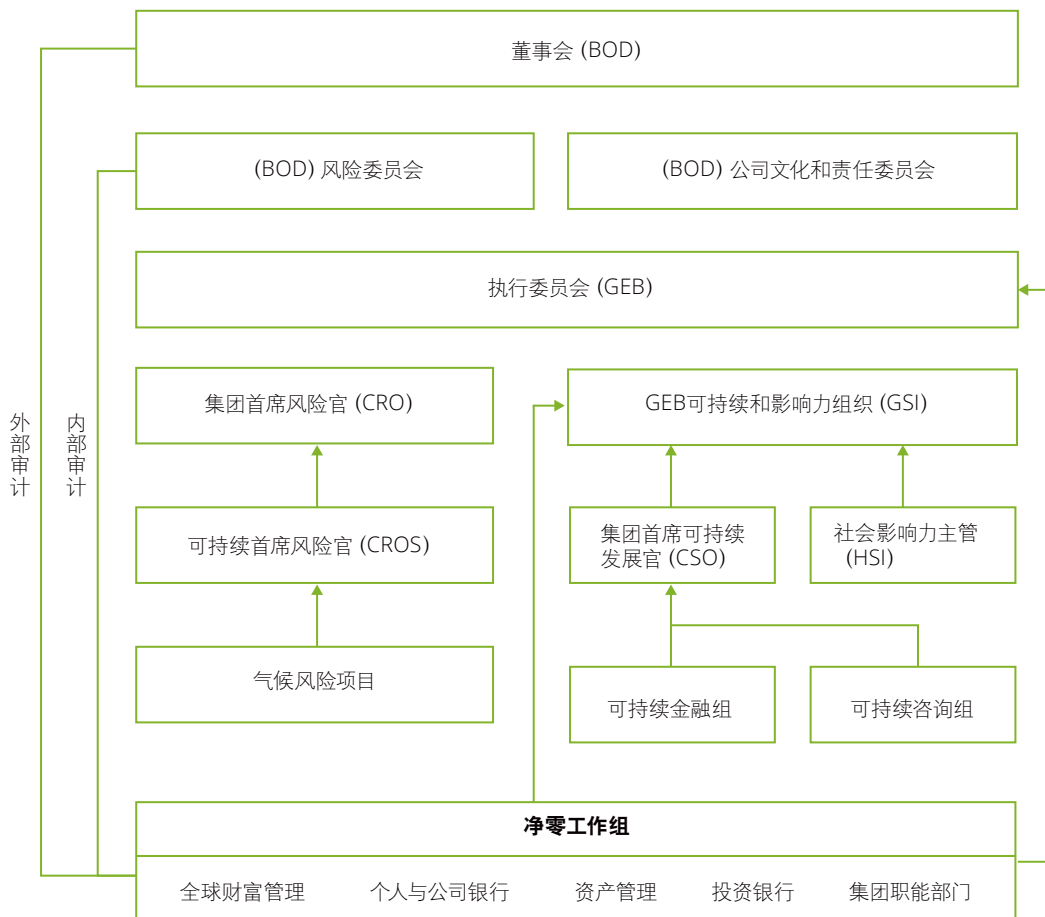 董事会 (BOD)
(BOD) 风险委员会
(BOD) 公司文化和责任委员会
执行委员会 (GEB)
集团首席风险官 (CRO)
GEB可持续和影响力组织 (GSI)
外部审计
内部审计
可持续首席风险官 (CROS)
集团首席可持续
发展官 (CSO)
社会影响力主管
(HSI)
气候风险项目
可持续金融组
可持续咨询组
净零工作组
全球财富管理
个人与公司银行
资产管理
投资银行
集团职能部门